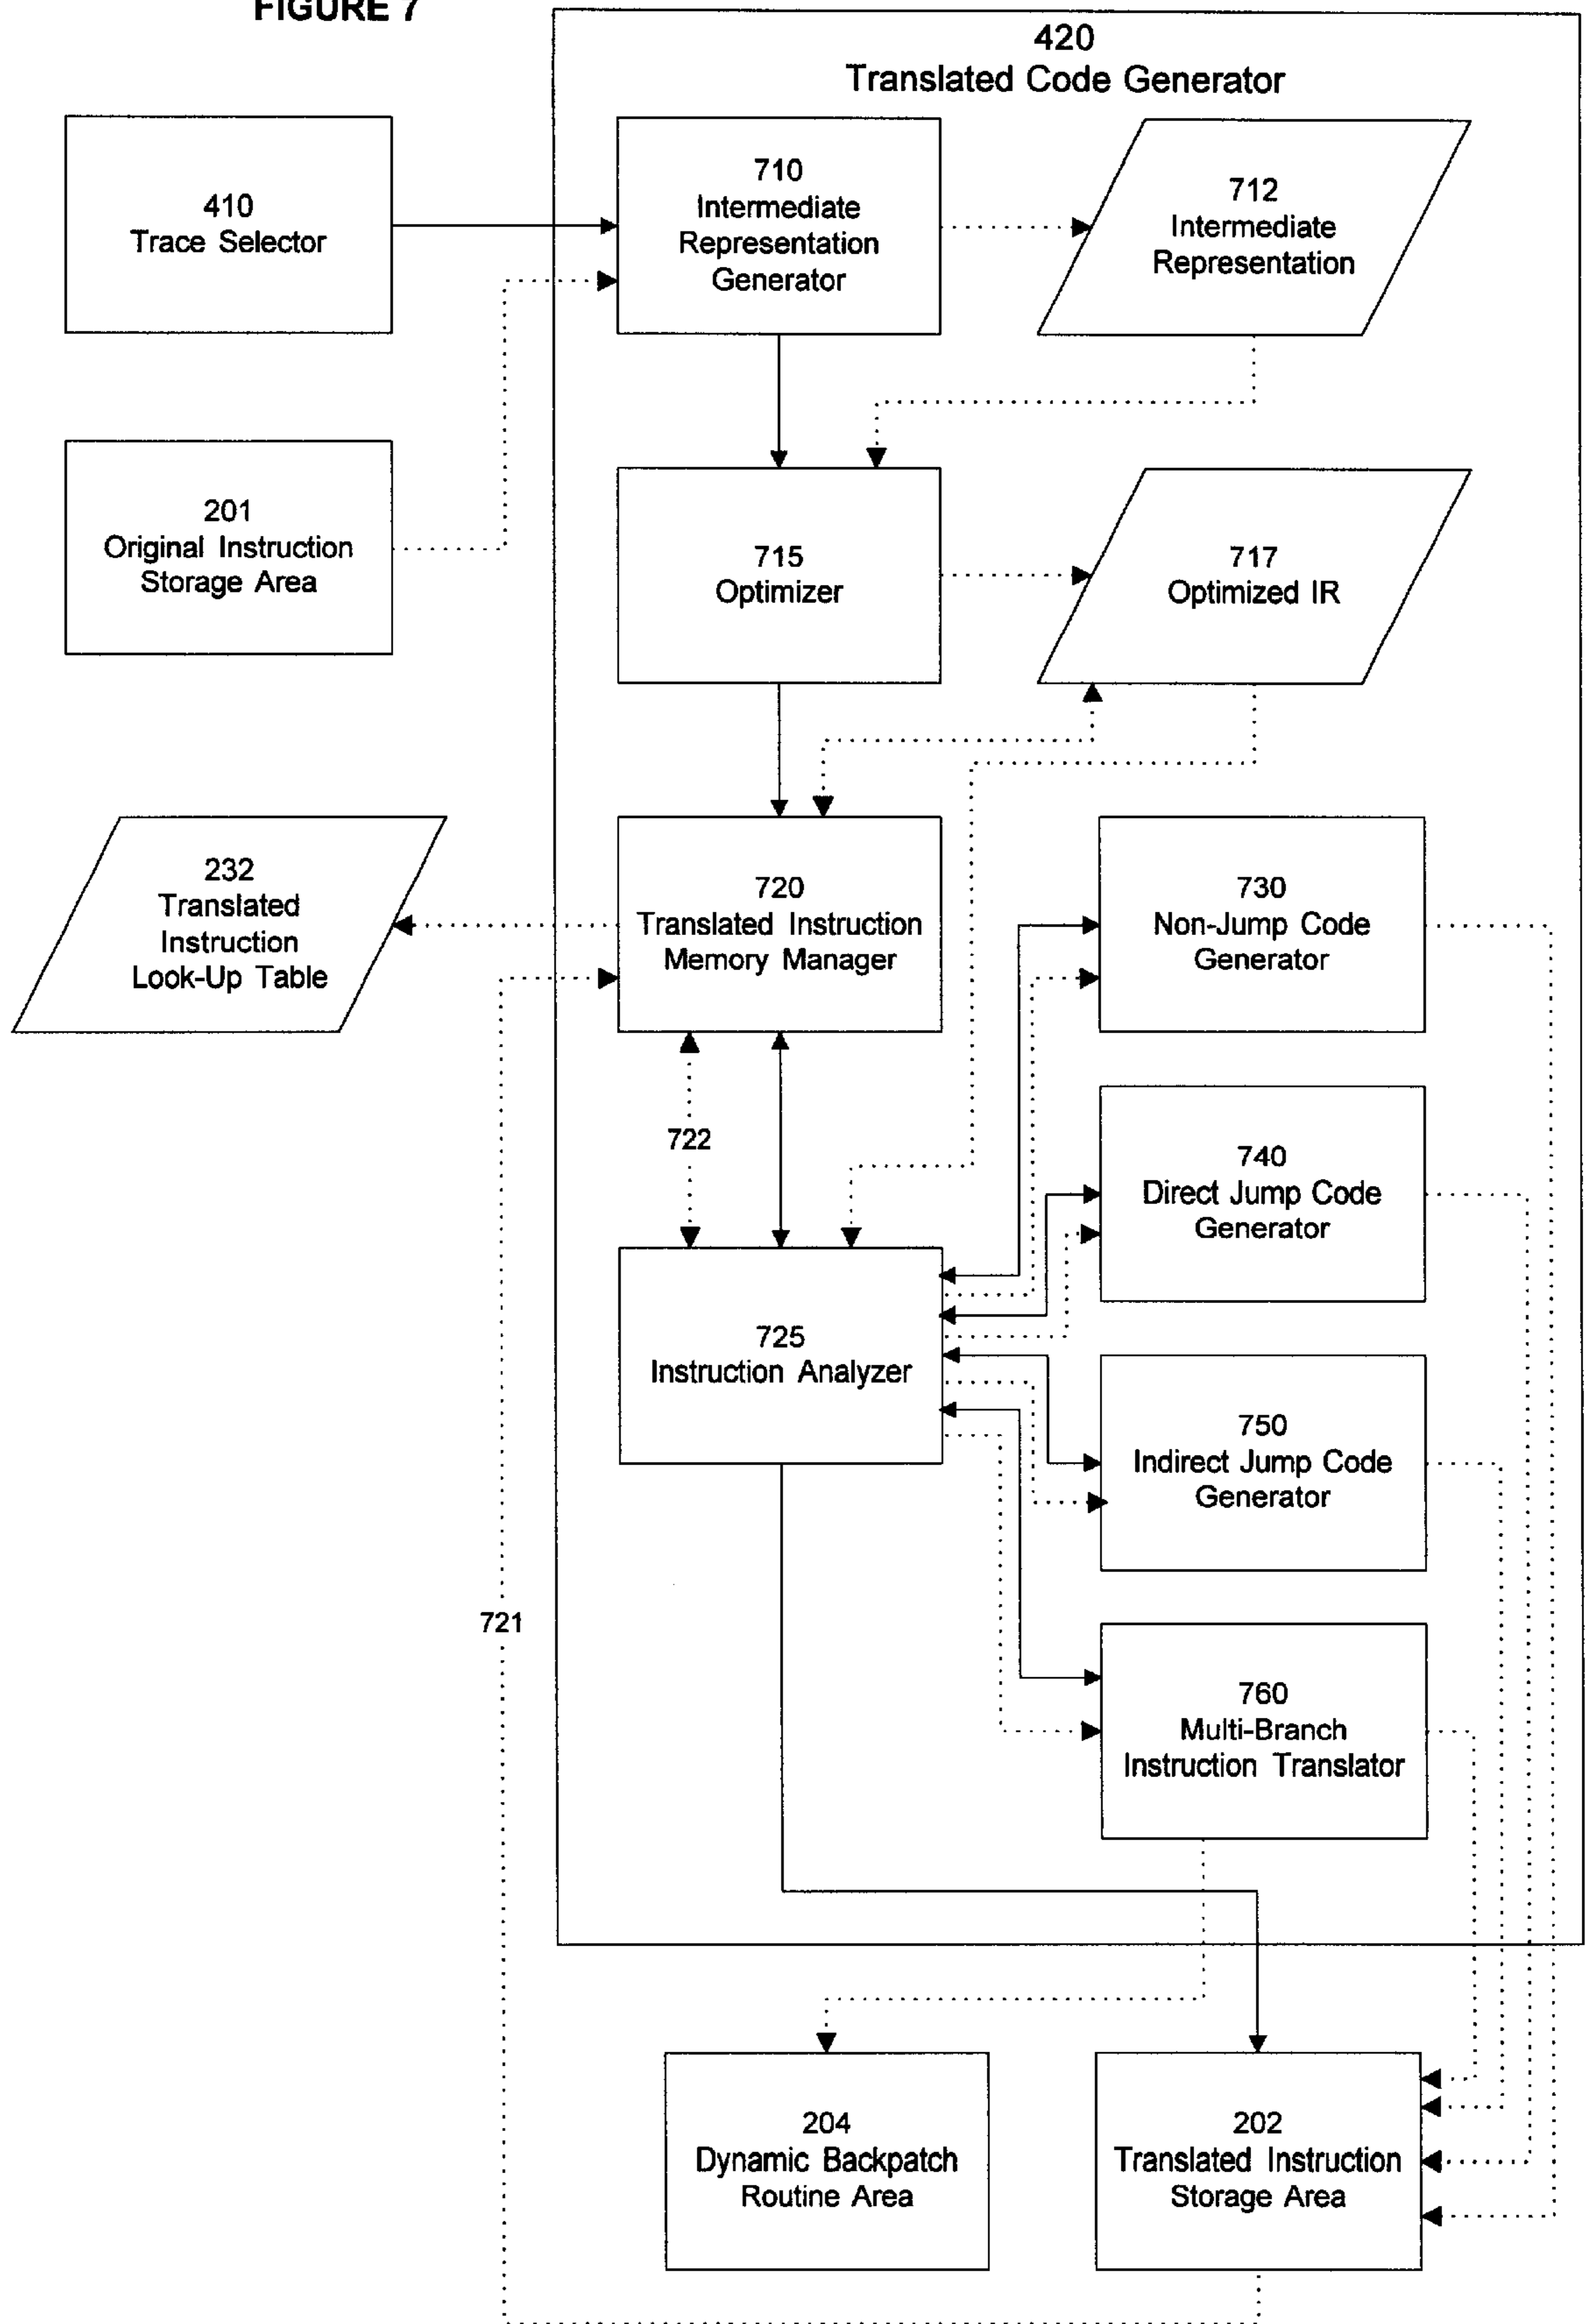 FIGURE 7
420
Translated Code Generator
410
Trace Selector
710
Intermediate
Representation
Generator
712
Intermediate
Representation
201
Original Instruction
Storage Area
715
Optimizer
717
Optimized IR
232
Translated
Instruction
Look-Up Table
720
Translated Instruction
Memory Manager
730
Non-Jump Code
Generator
722
740
Direct Jump Code
Generator
725
Instruction Analyzer
750
Indirect Jump Code
Generator
721
760
Multi-Branch
Instruction Translator
204
Dynamic Backpatch
Routine Area
202
Translated Instruction
Storage Area